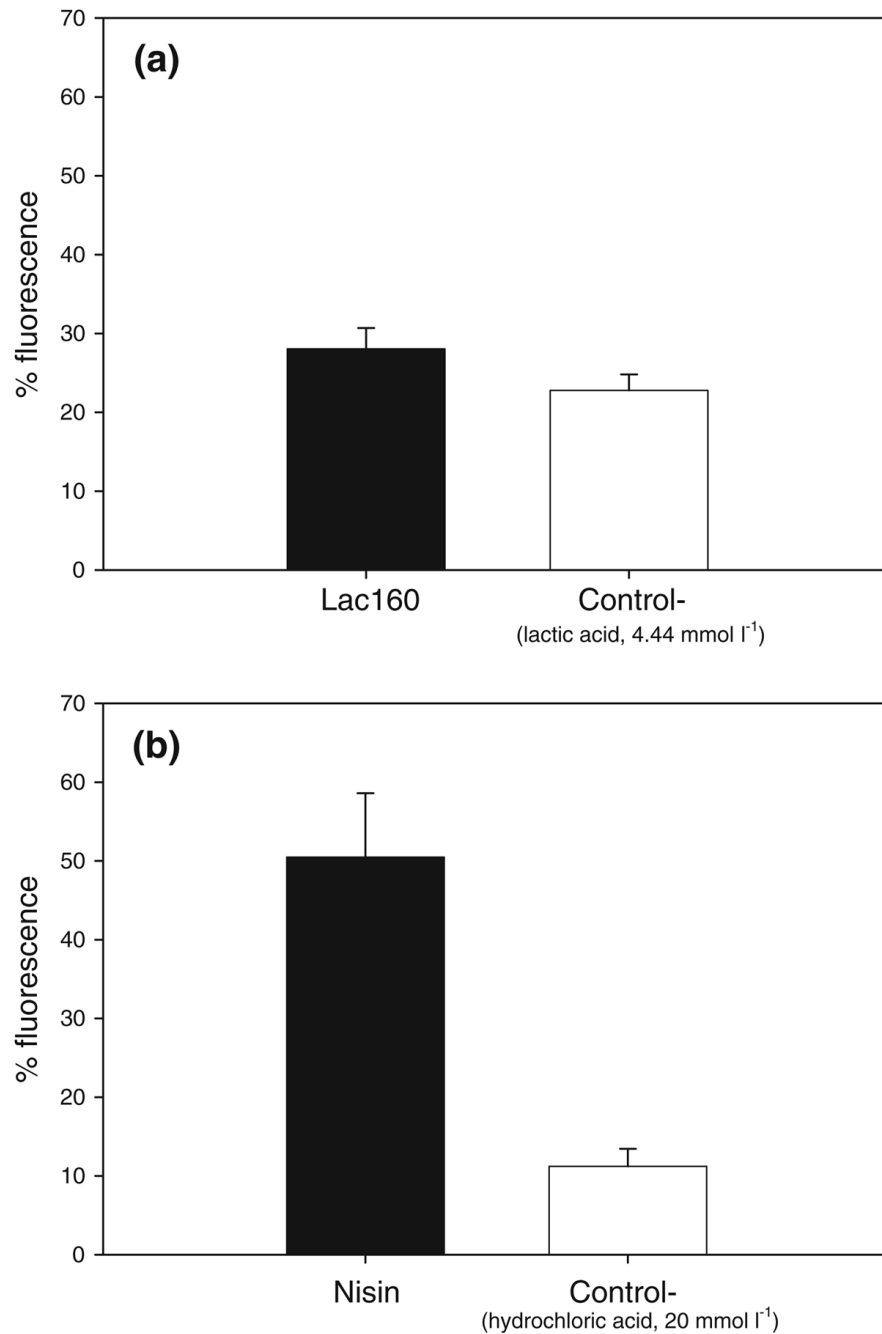 (a)
% fluorescence
70
60
50
40
30
20
10
0
Lac160
Control-
(lactic acid, 4.44 mmol l⁻¹)
(b)
% fluorescence
70
60
50
40
30
20
10
0
Nisin
Control-
(hydrochloric acid, 20 mmol l⁻¹)